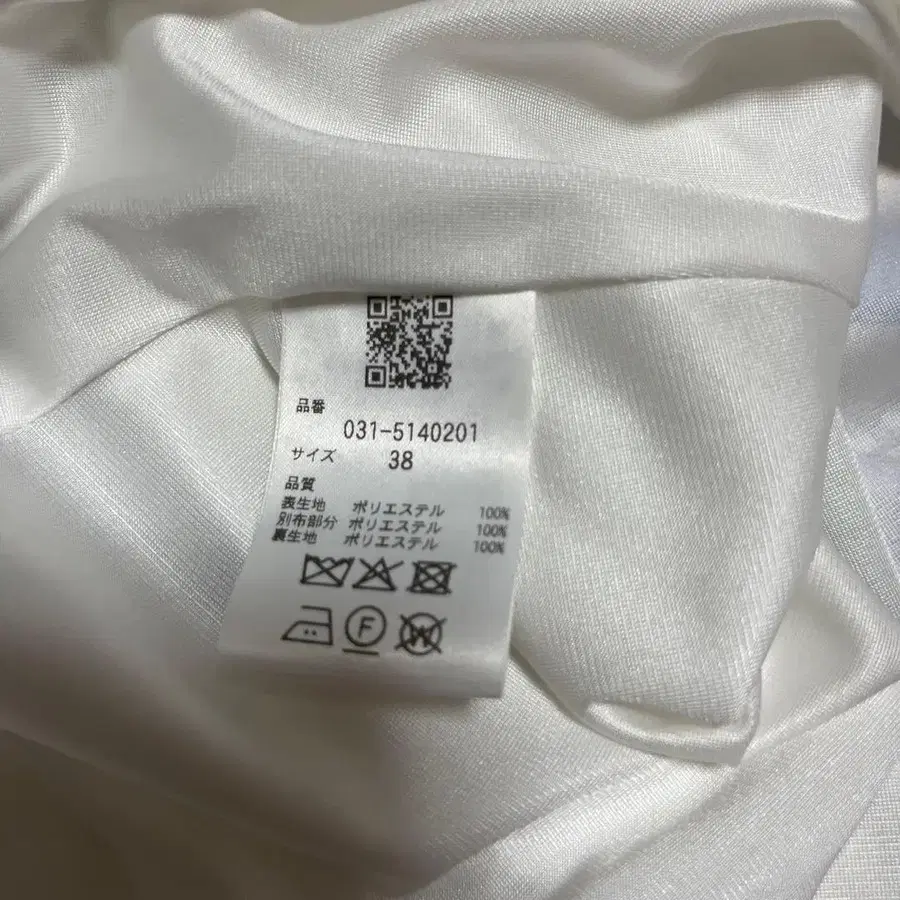 品番
031-5140201
サイズ 38
品質
表生地 ポリエステル 100%
別布部分 ポリエステル 100%
裏生地 ポリエステル 100%
F
W